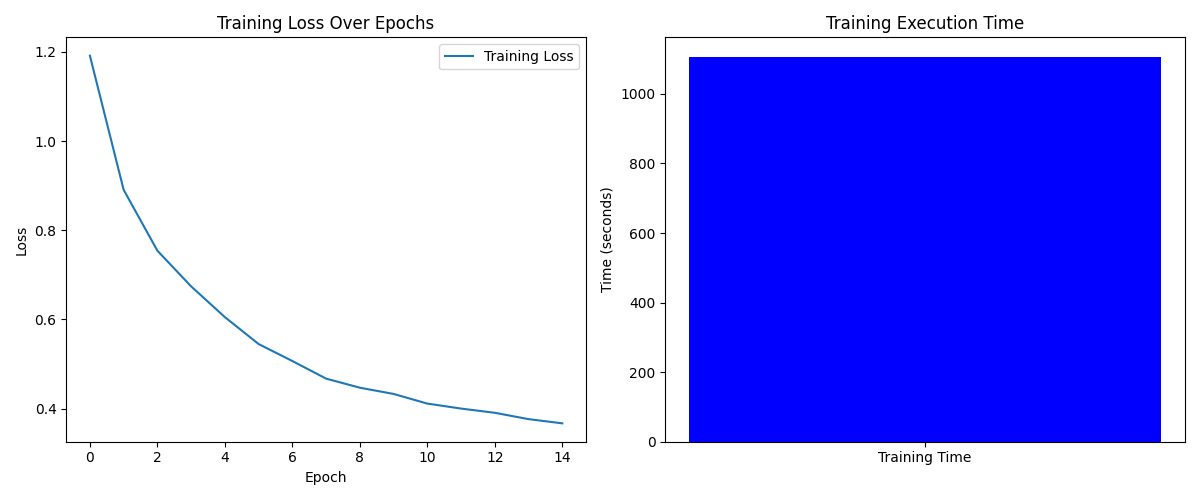 Training Loss Over Epochs
Training Loss
1.2
1.0
0.8
0.6
0.4
Loss
0 2 4 6 8 10 12 14
Epoch
Training Execution Time
1000
800
600
400
200
0
Time (seconds)
Training Time